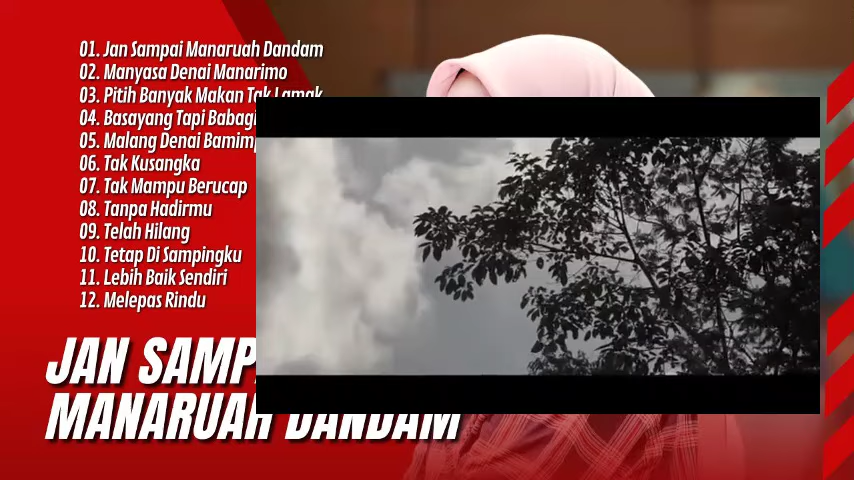 01. Jan Sampai Manaruah Dandam
02. Manyasa Denai Manarimo
03. Pitih Banyak Makan Tak Lamak
04. Basayang Tapi
05. Malang Denai
06. Tak Kusangka
07. Tak Mampu Berucap
08. Tanpa Hadirmu
09. Telah Hilang
10. Tetap Di Sampingku
11. Lebih Baik Sendiri
12. Melepas Rindu
JAN
MANARUAH DANDAM